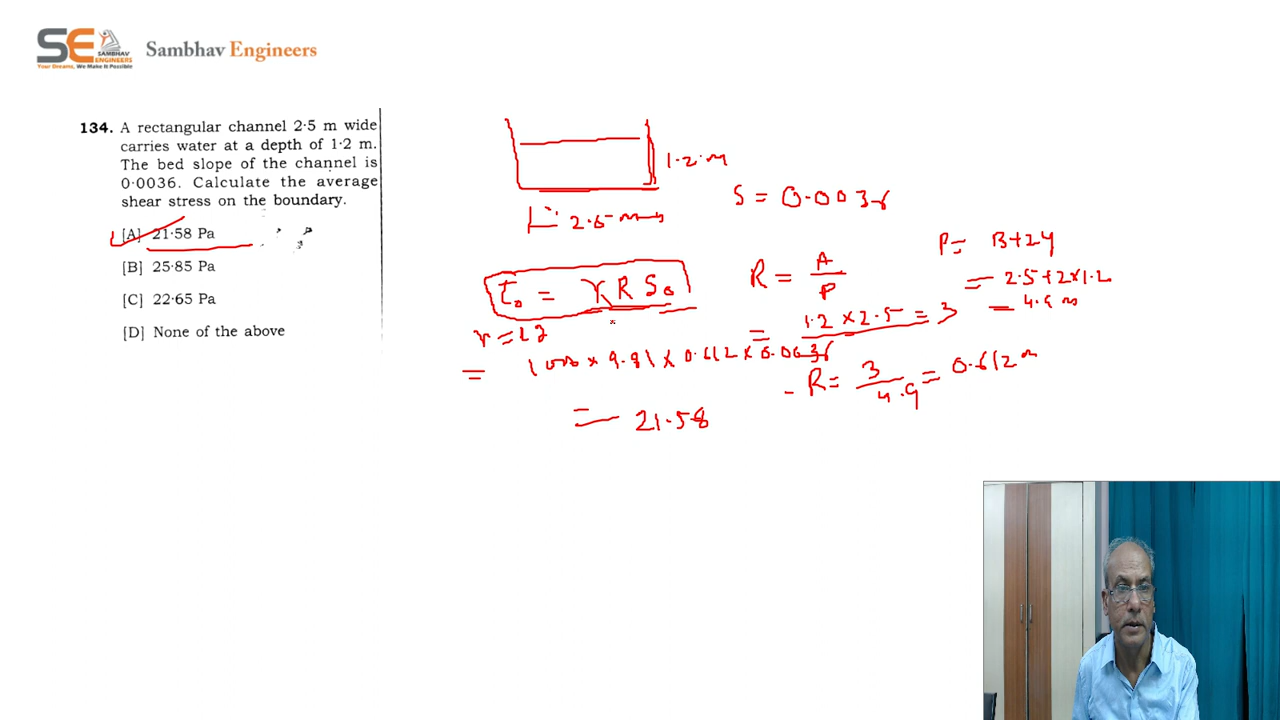 SE
SAMBHAV
ENGINEERS
Your Dreams, We Make It Possible
Sambhav Engineers
134. A rectangular channel 2·5 m wide
carries water at a depth of 1·2 m.
The bed slope of the channel is
0·0036. Calculate the average
shear stress on the boundary.
[A] 21·58 Pa
[B] 25·85 Pa
[C] 22·65 Pa
[D] None of the above
1·2 m
2.5 m
S = 0.0036
τ₀ = γ R S₀
R = A/P
P = B+2y
= 2.5+2×1.2
= 4.9 m
= 1.2 × 2.5 = 3
= 1000 × 9.81 × 0.612 × 0.0036
R = 3/4.9 = 0.612 m
= 21.58